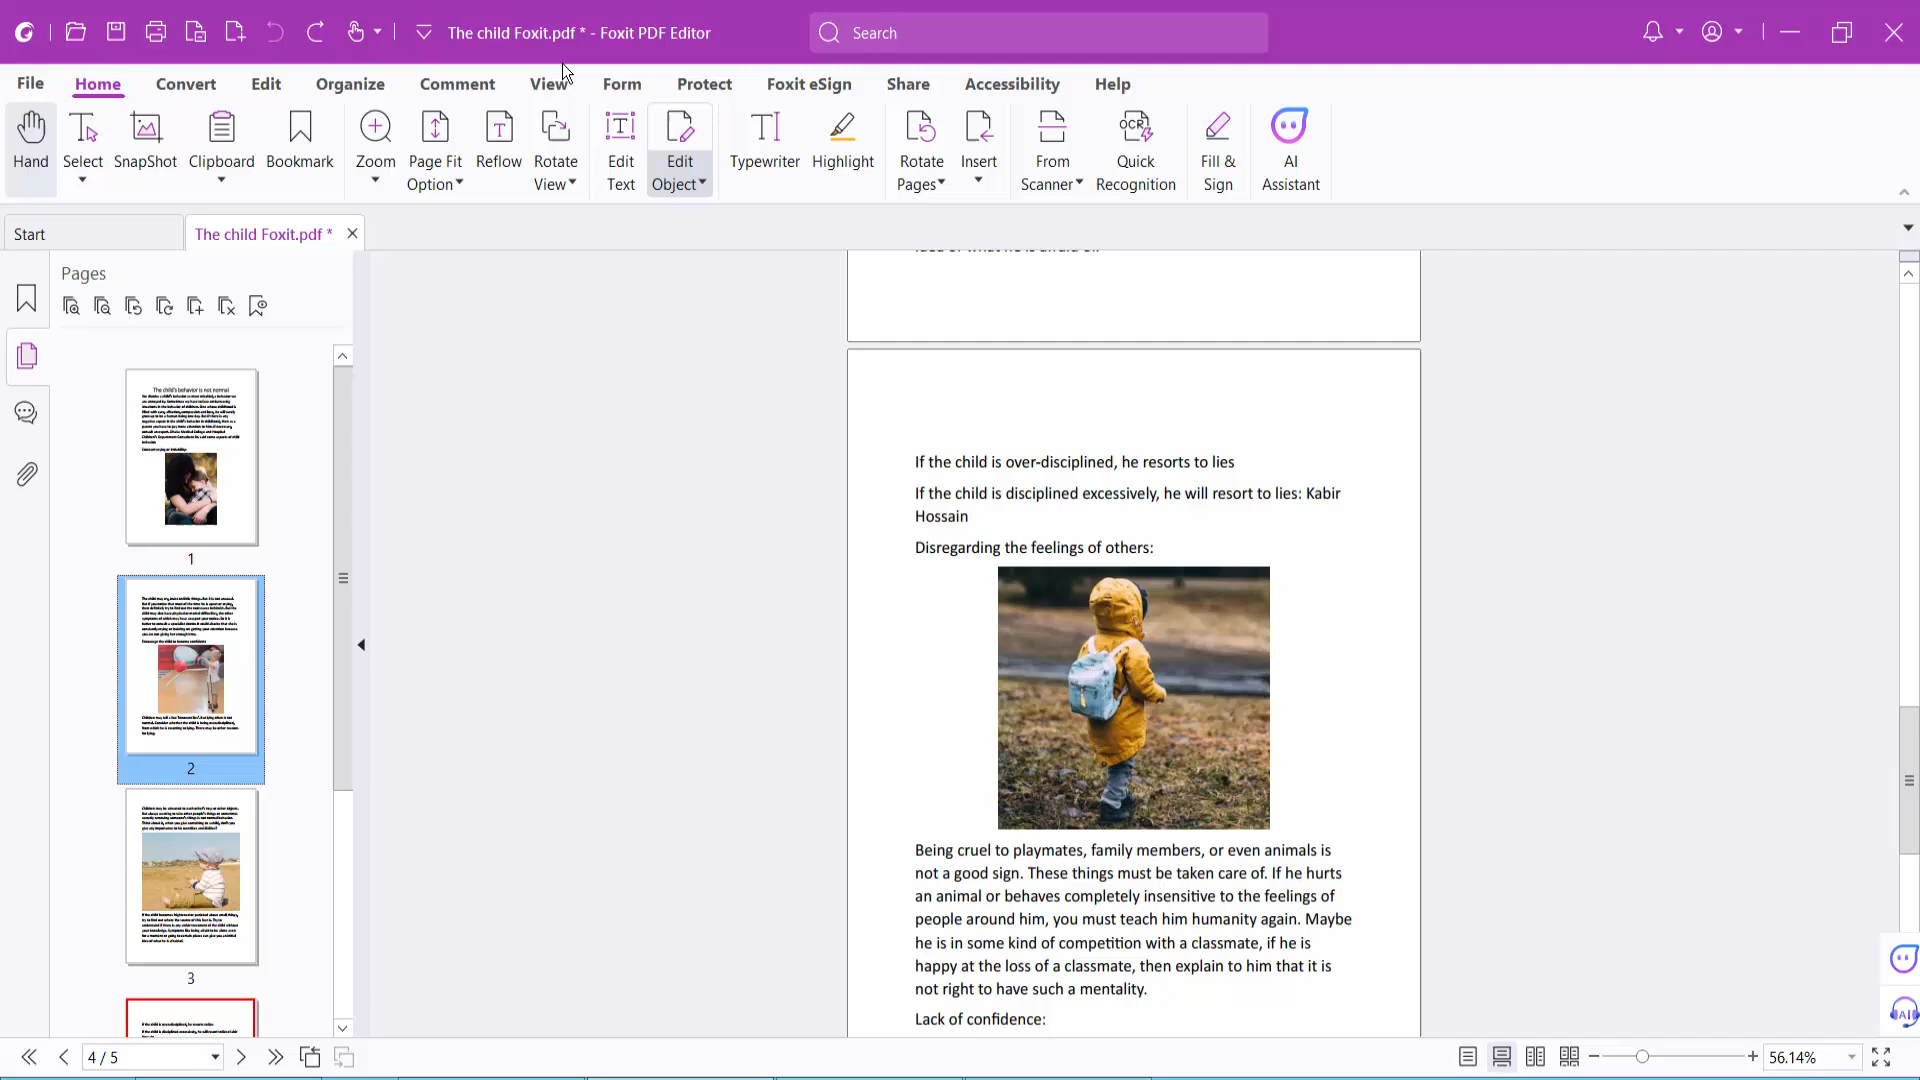 The child Foxit.pdf * - Foxit PDF Editor
Search
File
Home
Convert
Edit
Organize
Comment
View
Form
Protect
Foxit eSign
Share
Accessibility
Help
Hand
Select
SnapShot
Clipboard
Bookmark
Zoom
Page Fit
Option
Reflow
Rotate
View
Edit
Text
Edit
Object
Typewriter
Highlight
Rotate
Pages
Insert
From
Scanner
Quick
Recognition
Fill &
Sign
AI
Assistant
Start
The child Foxit.pdf *
Pages
The child's behavior is not normal
1
2
3
If the child is over-disciplined, he resorts to lies
If the child is disciplined excessively, he will resort to lies: Kabir
Hossain
Disregarding the feelings of others:
Being cruel to playmates, family members, or even animals is
not a good sign. These things must be taken care of. If he hurts
an animal or behaves completely insensitive to the feelings of
people around him, you must teach him humanity again. Maybe
he is in some kind of competition with a classmate, if he is
happy at the loss of a classmate, then explain to him that it is
not right to have such a mentality.
Lack of confidence:
4 / 5
56.14%